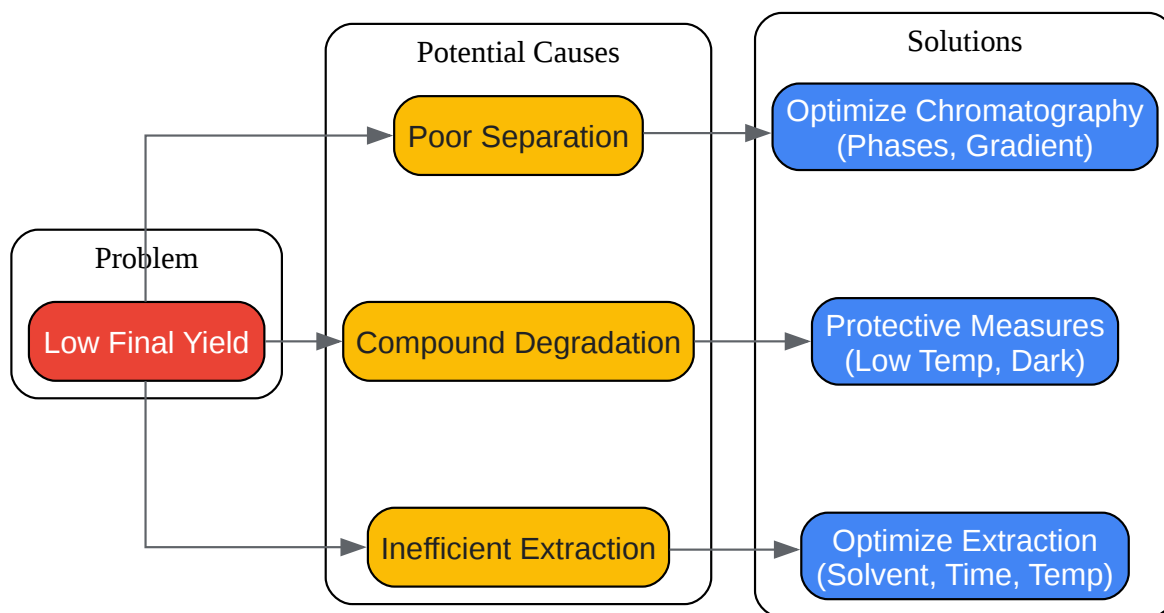 Problem
Low Final Yield
Potential Causes
Poor Separation
Compound Degradation
Inefficient Extraction
Solutions
Optimize Chromatography
(Phases, Gradient)
Protective Measures
(Low Temp, Dark)
Optimize Extraction
(Solvent, Time, Temp)